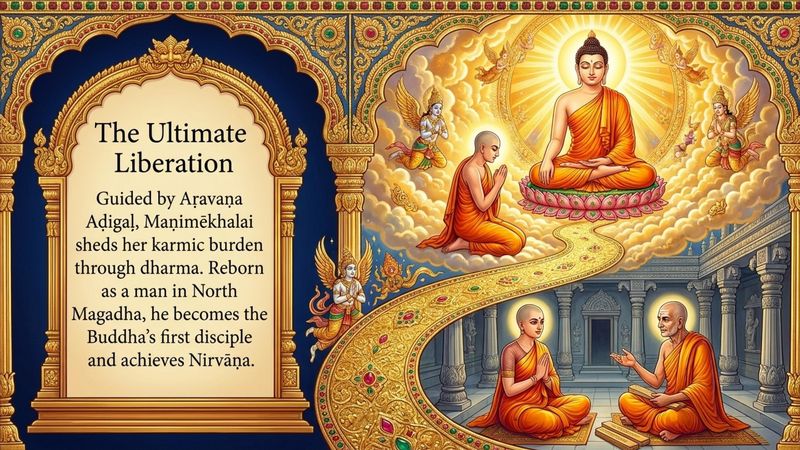 The Ultimate
Liberation
Guided by Aṟavaṇa
Aḍigaḷ, Maṇimēkhalai
sheds her karmic burden
through dharma. Reborn
as a man in North
Magadha, he becomes the
Buddha’s first disciple
and achieves Nirvāṇa.